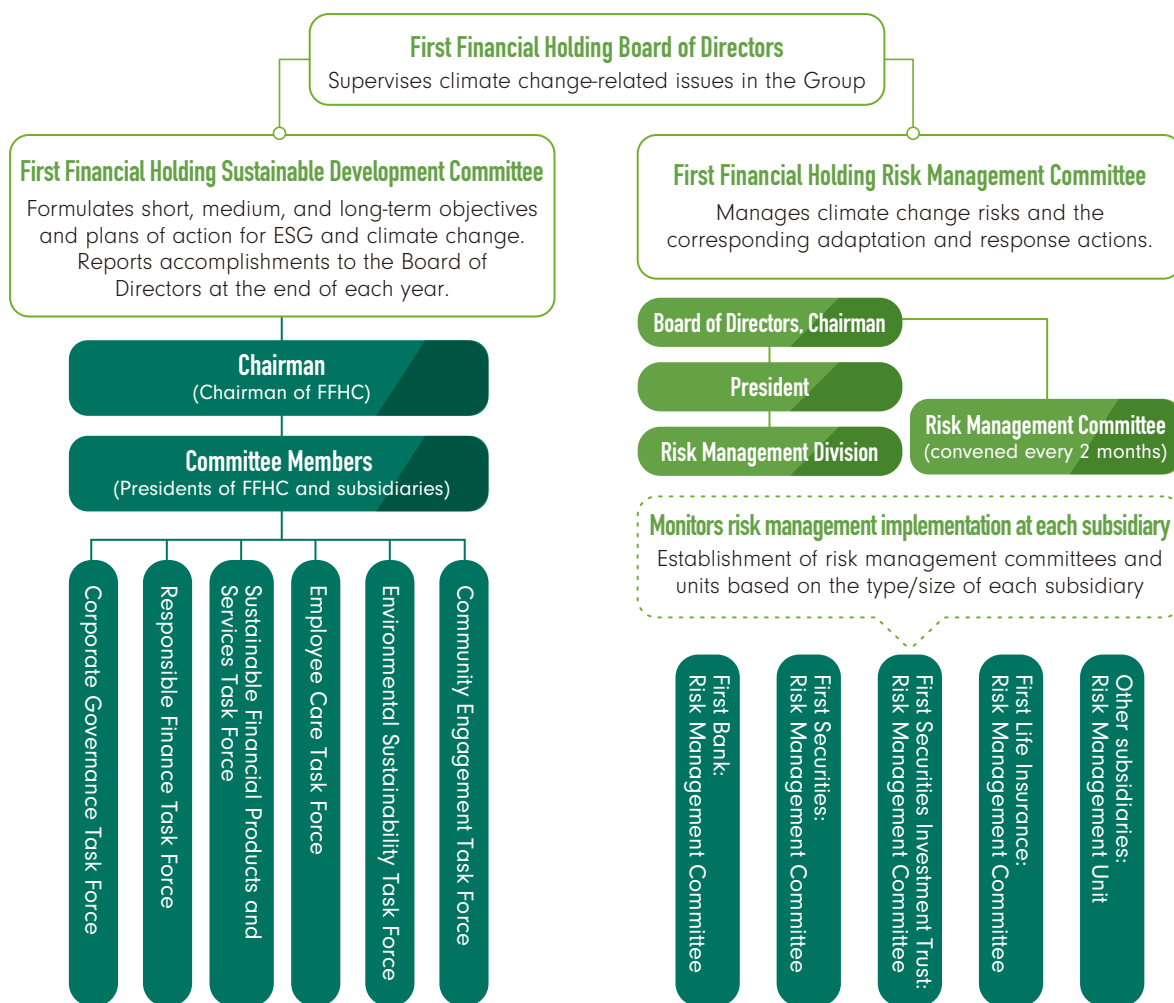 First Financial Holding Board of Directors
Supervises climate change-related issues in the Group
First Financial Holding Sustainable Development Committee
Formulates short, medium, and long-term objectives
and plans of action for ESG and climate change.
Reports accomplishments to the Board of
Directors at the end of each year.
Chairman
(Chairman of FFHC)
Committee Members
(Presidents of FFHC and subsidiaries)
Corporate Governance Task Force
Responsible Finance Task Force
Sustainable Financial Products and
Services Task Force
Employee Care Task Force
Environmental Sustainability Task Force
Community Engagement Task Force
First Financial Holding Risk Management Committee
Manages climate change risks and the
corresponding adaptation and response actions.
Board of Directors, Chairman
President
Risk Management Division
Risk Management Committee
(convened every 2 months)
Monitors risk management implementation at each subsidiary
Establishment of risk management committees and
units based on the type/size of each subsidiary
First Bank:
Risk Management Committee
First Securities:
Risk Management Committee
First Securities Investment Trust:
Risk Management Committee
First Life Insurance:
Risk Management Committee
Other subsidiaries:
Risk Management Unit